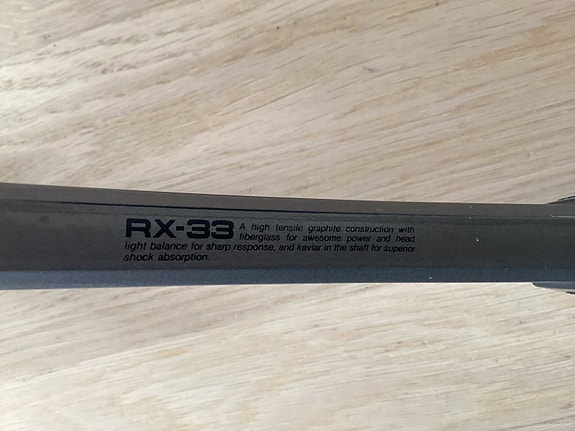 RX-33 A high tensile graphite construction with
fiberglass for awesome power and head
light balance for sharp response, and kevlar in the shaft for superior
shock absorption.